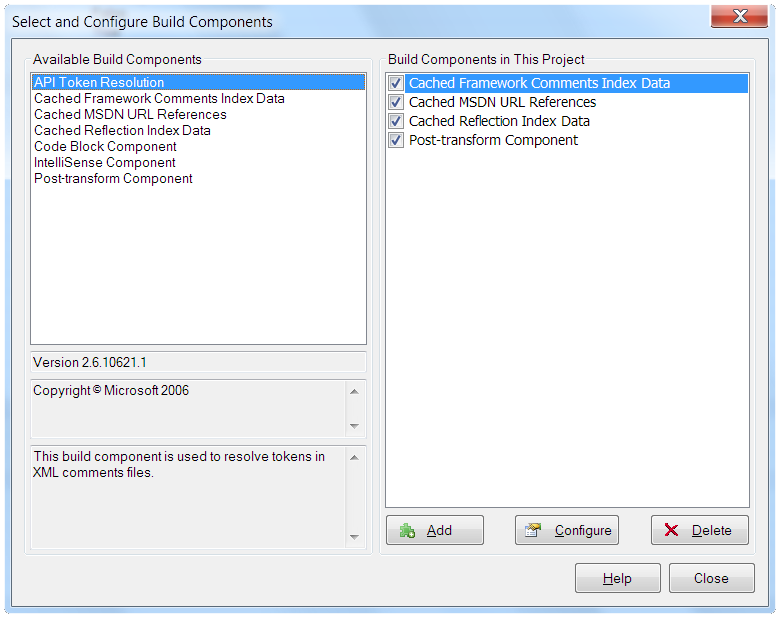 Select and Configure Build Components
Available Build Components
API Token Resolution
Cached Framework Comments Index Data
Cached MSDN URL References
Cached Reflection Index Data
Code Block Component
IntelliSense Component
Post-transform Component
Version 2.6.10621.1
Copyright © Microsoft 2006
This build component is used to resolve tokens in
XML comments files.
Build Components in This Project
Cached Framework Comments Index Data
Cached MSDN URL References
Cached Reflection Index Data
Post-transform Component
Add
Configure
Delete
Help
Close